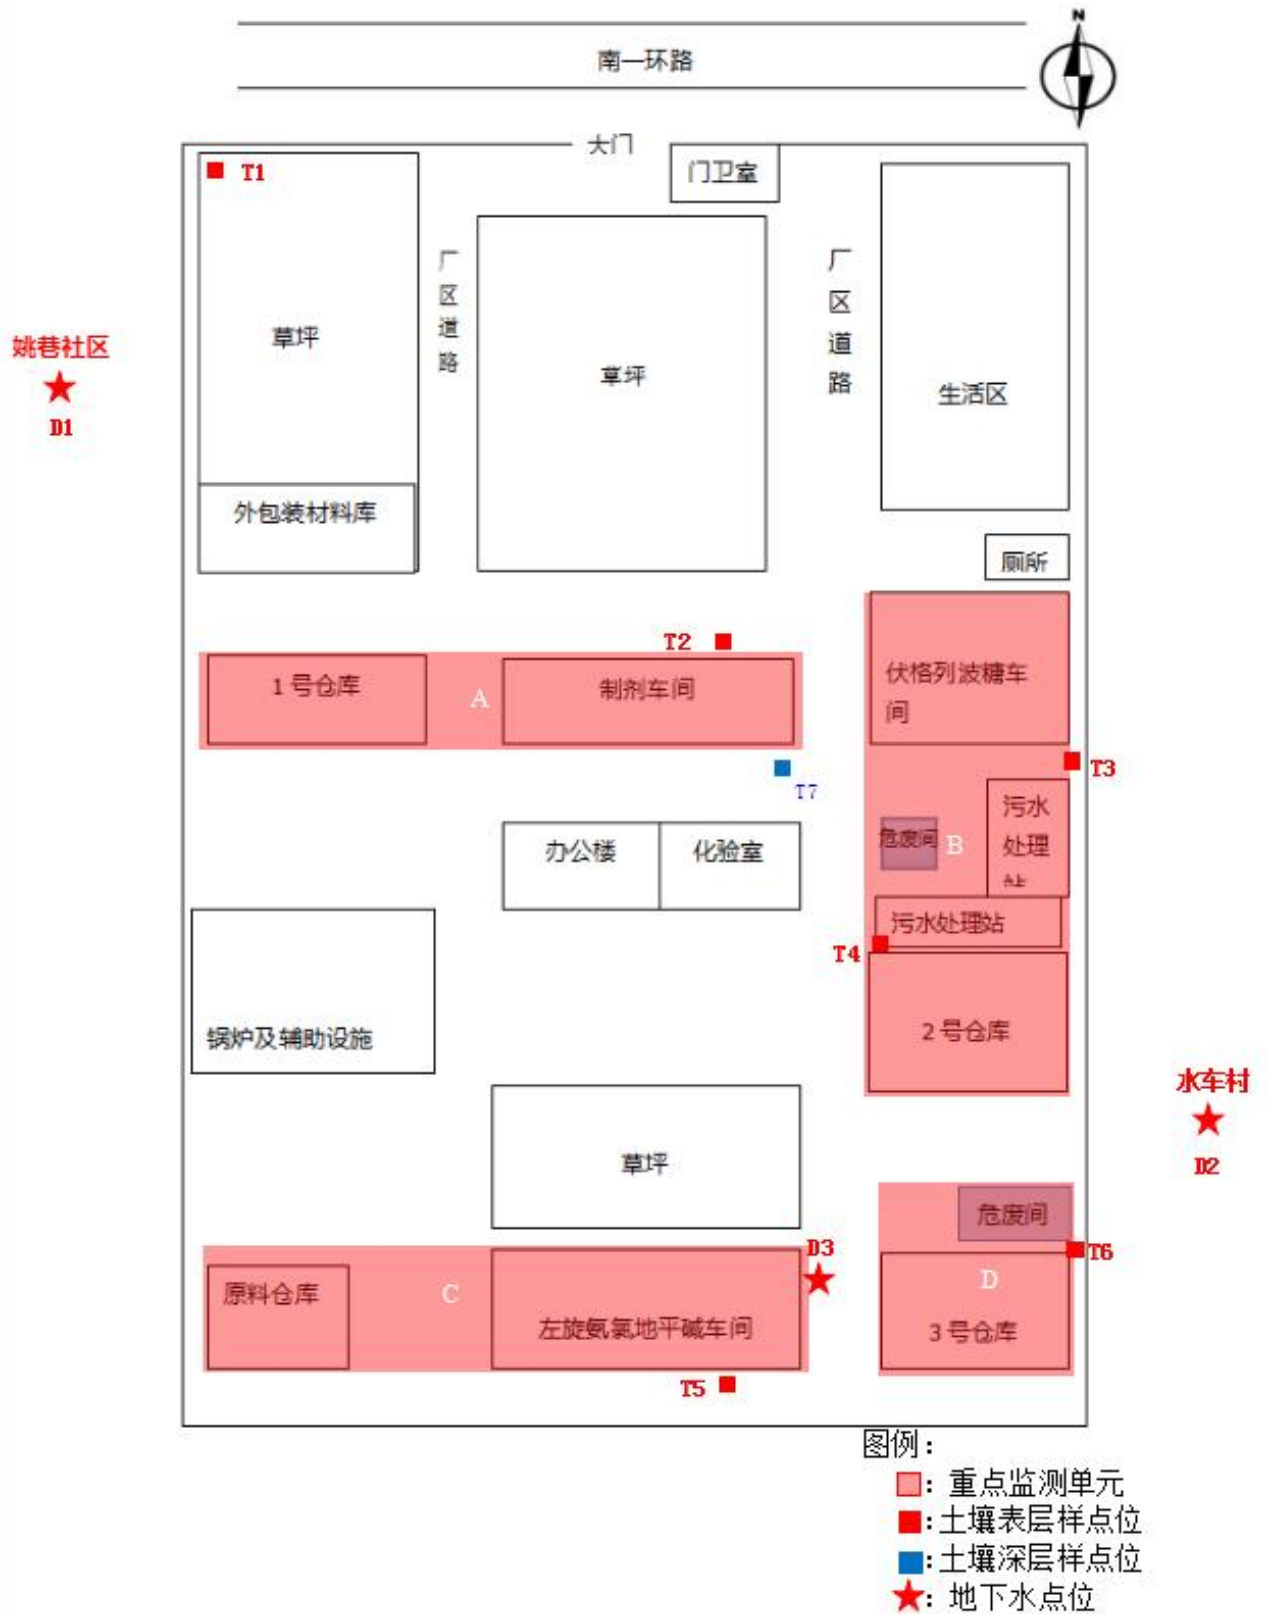 N
南一环路
大门
门卫室
T1
厂区道路
厂区道路
草坪
草坪
生活区
姚巷社区
D1
外包装材料库
厕所
T2
1号仓库
A
制剂车间
伏格列波糖车
间
T3
T7
污水
处理
站
危废间
B
办公楼
化验室
污水处理站
T4
锅炉及辅助设施
2号仓库
水车村
D2
草坪
危废间
D3
T6
原料仓库
C
左旋氨氯地平碱车间
D
3号仓库
T5
图例：
：重点监测单元
：土壤表层样点位
：土壤深层样点位
：地下水点位